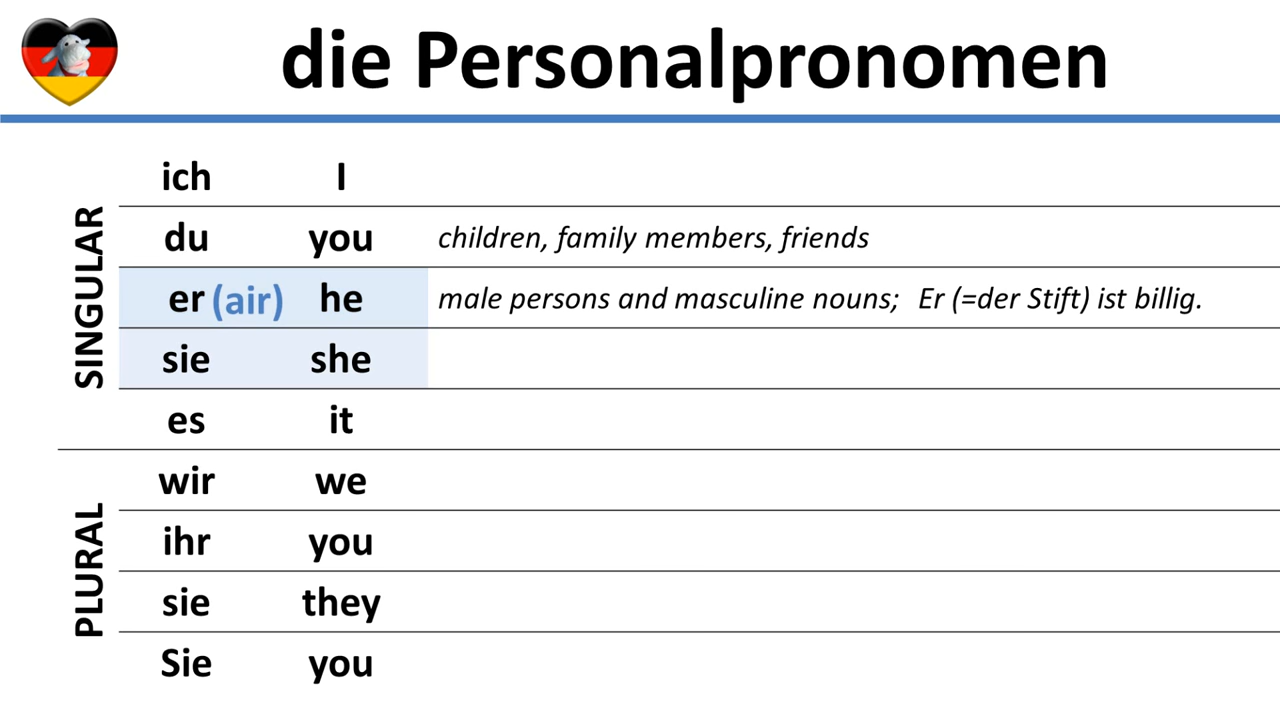 die Personalpronomen
SINGULAR
ich I
du you children, family members, friends
er (air) he male persons and masculine nouns; Er (=der Stift) ist billig.
sie she
es it
PLURAL
wir we
ihr you
sie they
Sie you